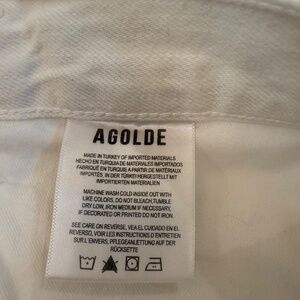 AGOLDE
MADE IN TURKEY OF IMPORTED MATERIALS
HECHO EN TURQUIA DE MATERIALES IMPORTADOS
FABRIQUÉ EN TURQUIE A PARTIR DE MATÉRIAUX
IMPORTÉS, IN DER TÜRKEI HERGESTELLT MIT
IMPORTIERTEN MATERIALIEN
MACHINE WASH COLD INSIDE OUT WITH
LIKE COLORS, DO NOT BLEACH,TUMBLE
DRY LOW, IRON MEDIUM IF NECESSARY.
IF DECORATED OR PRINTED DO NOT IRON.
SEE CARE ON REVERSE, VEA EL CUIDADO EN EL
REVERSO, VOIR LES INSTRUCTIONS D'ENTRETIEN
SUR L'ENVERS, PFLEGEANLEITUNG AUF DER
RÜCKSEITE